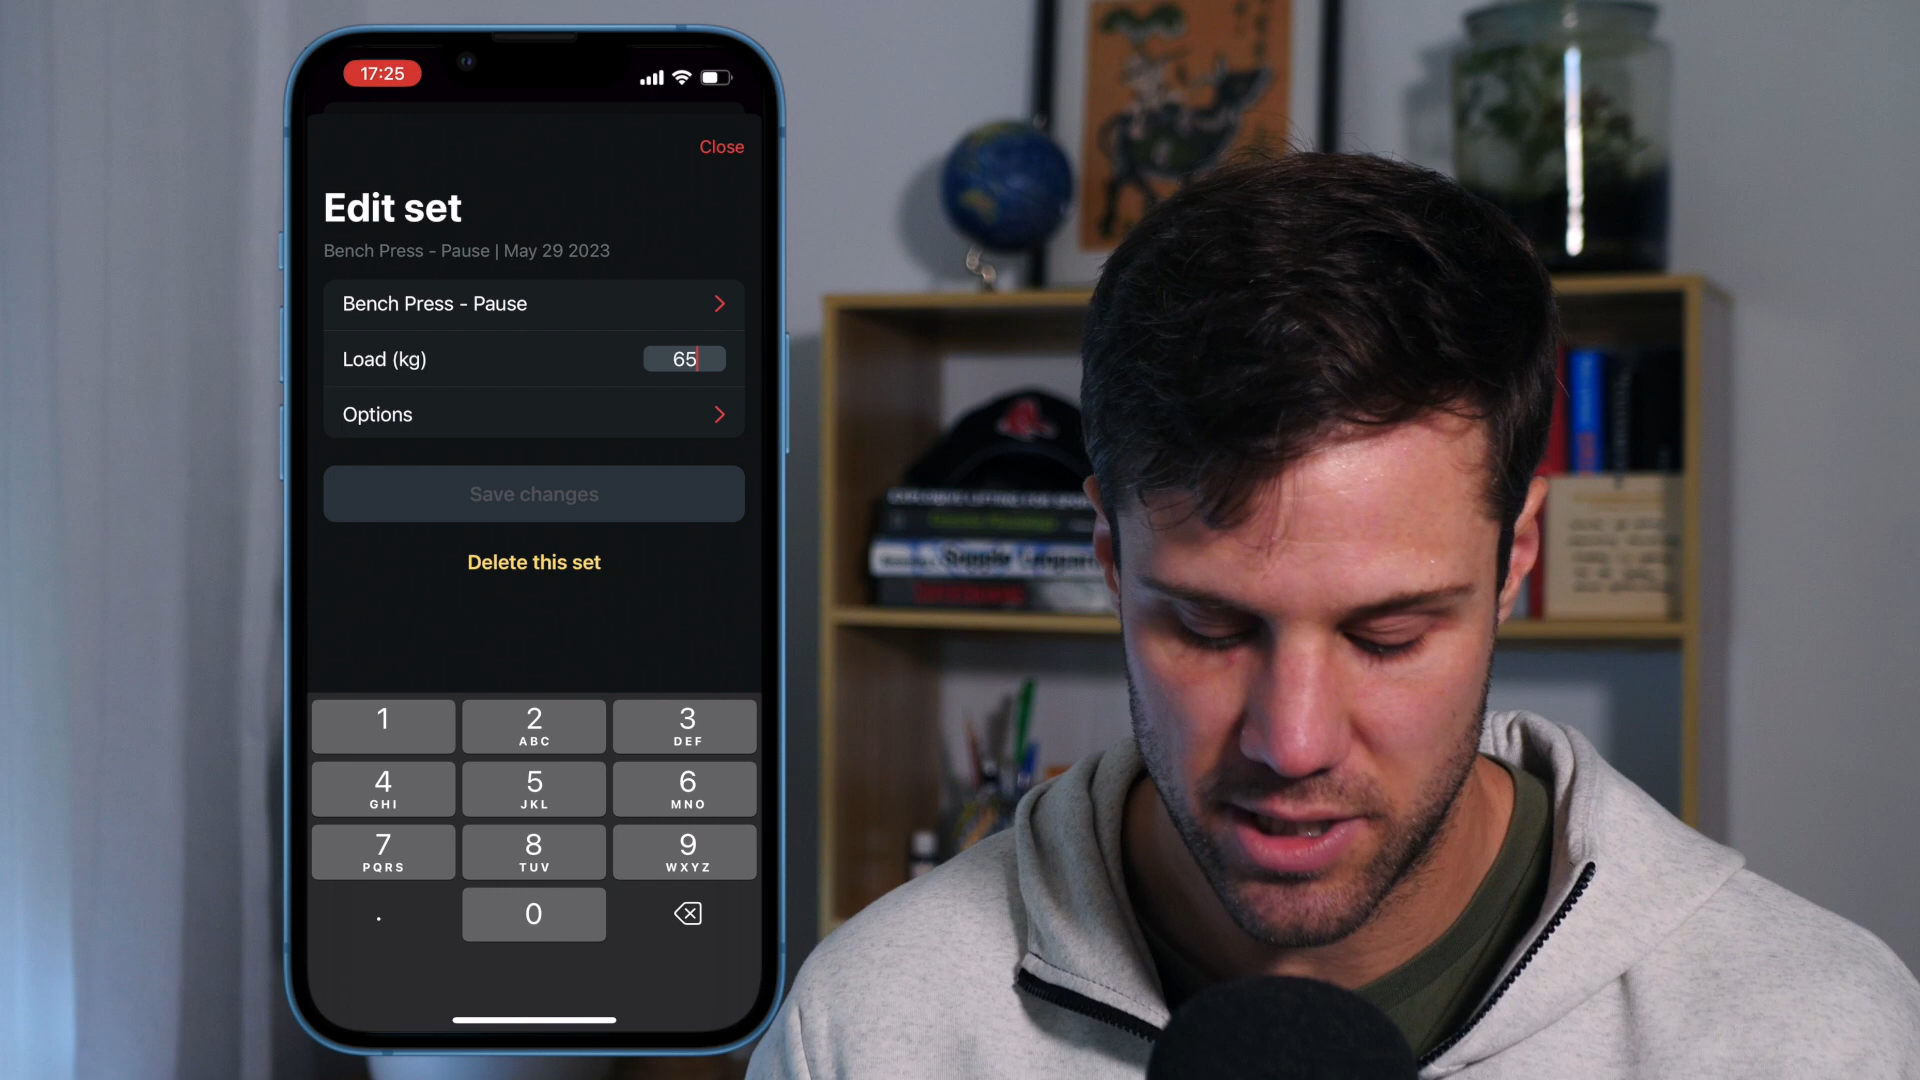 17:25
Close
Edit set
Bench Press - Pause | May 29 2023
Bench Press - Pause
Load (kg)
65
Options
Save changes
Delete this set
1
2
ABC
3
DEF
4
GHI
5
JKL
6
MNO
7
PQRS
8
TUV
9
WXYZ
.
0
Supple Leopard